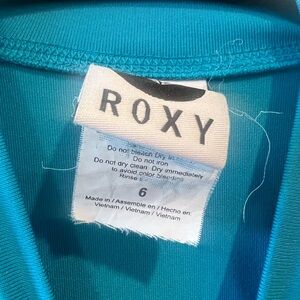 ROXY
Do not bleach Dry in
Do not iron
Do not dry clean. Dry immediately
to avoid color bleeding
Rinse
6
Made in / Assemble en / Hecho en
Vietnam / Vietnam / Vietnam